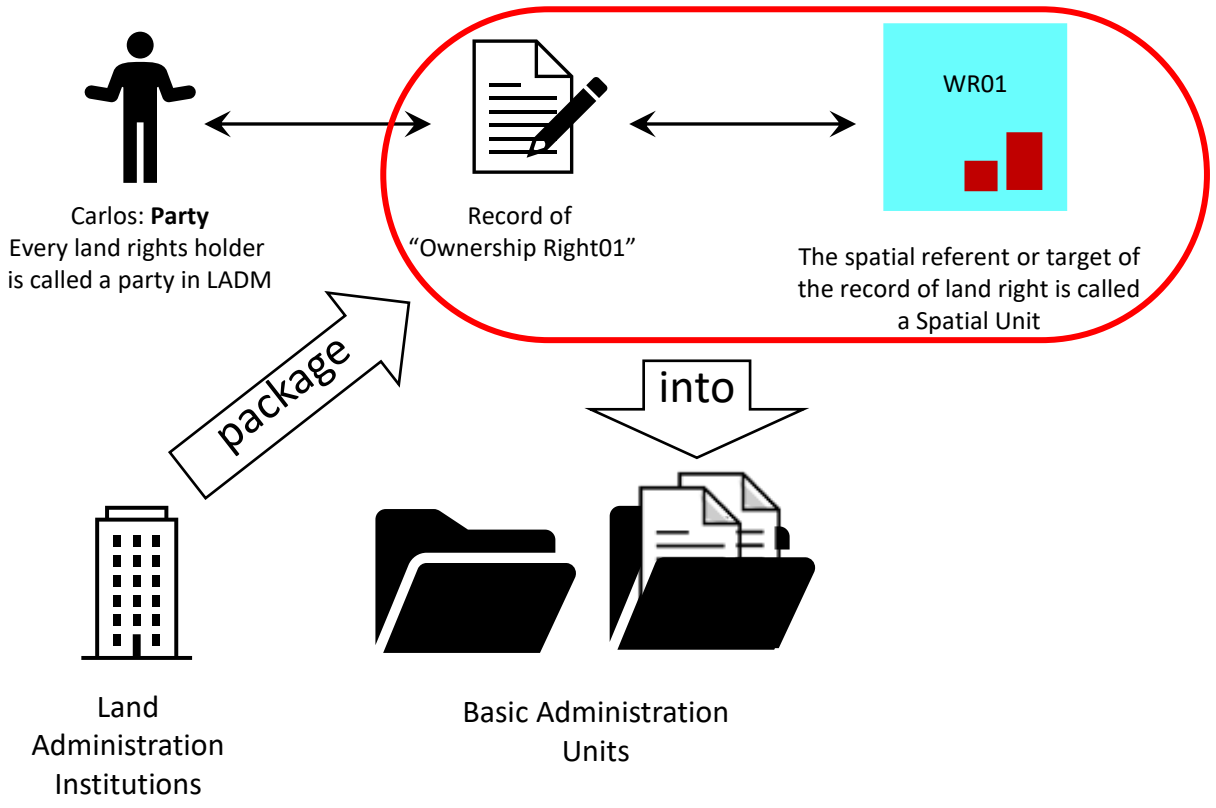 WR01
Carlos: Party
Every land rights holder
is called a party in LADM
Record of
“Ownership Right01”
The spatial referent or target of
the record of land right is called
a Spatial Unit
package
into
Land
Administration
Institutions
Basic Administration
Units